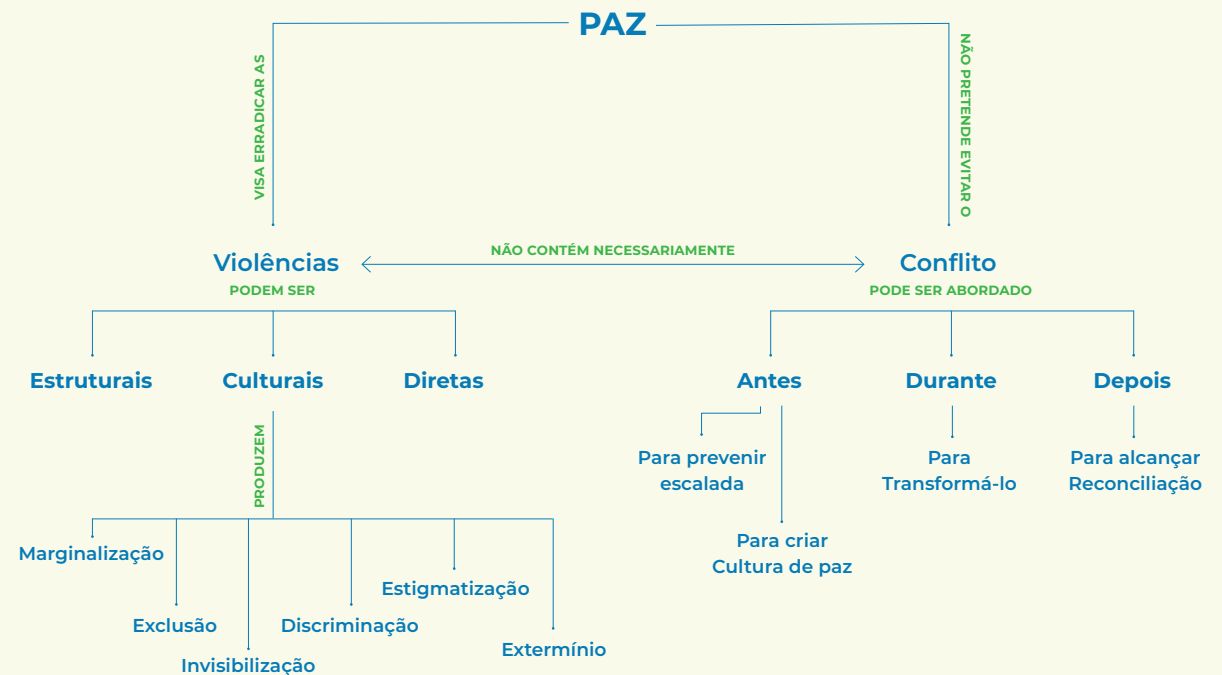 PAZ
VISA ERRADICAR AS
NÃO PRETENDE EVITAR O
Violências
NÃO CONTÉM NECESSARIAMENTE
Conflito
PODEM SER
PODE SER ABORDADO
Estruturais
Culturais
Diretas
Antes
Durante
Depois
PRODUZEM
Para prevenir
escalada
Para
Transformá-lo
Para alcançar
Reconciliação
Para criar
Cultura de paz
Marginalização
Exclusão
Invisibilização
Discriminação
Estigmatização
Extermínio